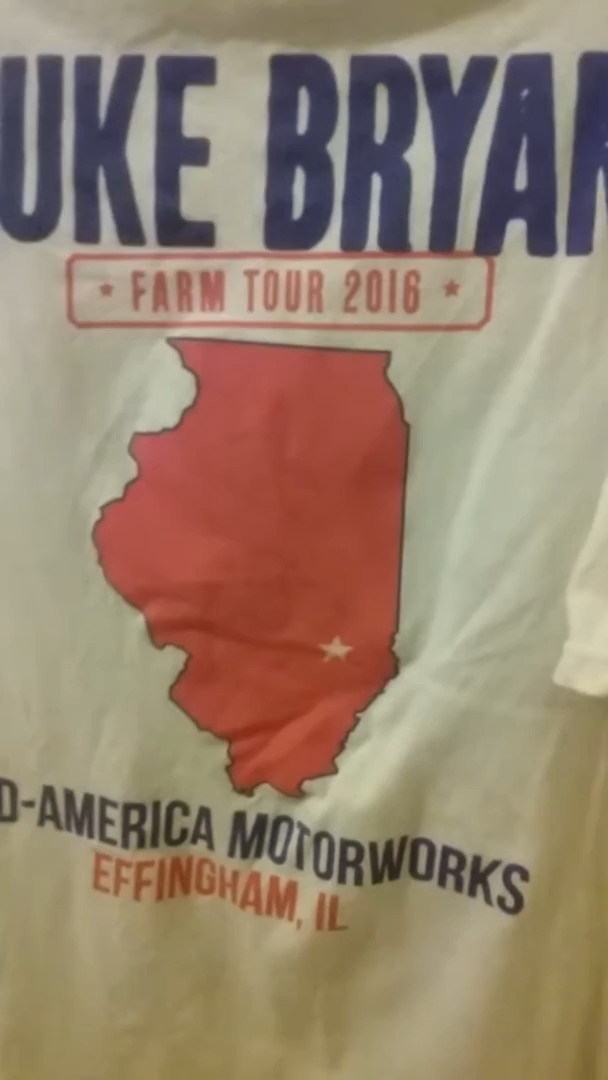 UKE BRYAN
★ FARM TOUR 2016 ★
D-AMERICA MOTORWORKS
EFFINGHAM, IL